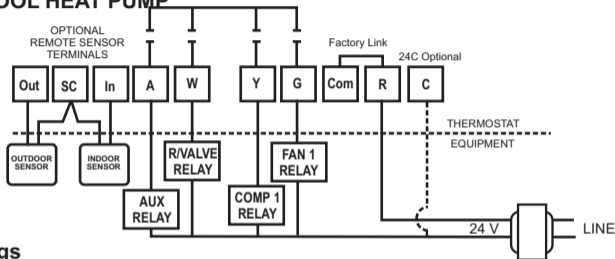 OOL HEAT PUMP
OPTIONAL
REMOTE SENSOR
TERMINALS
Factory Link
24C Optional
Out SC In A W Y G Com R C
THERMOSTAT
EQUIPMENT
OUTDOOR
SENSOR
INDOOR
SENSOR
R/VALVE
RELAY
FAN 1
RELAY
AUX
RELAY
COMP 1
RELAY
24 V
LINE
gs